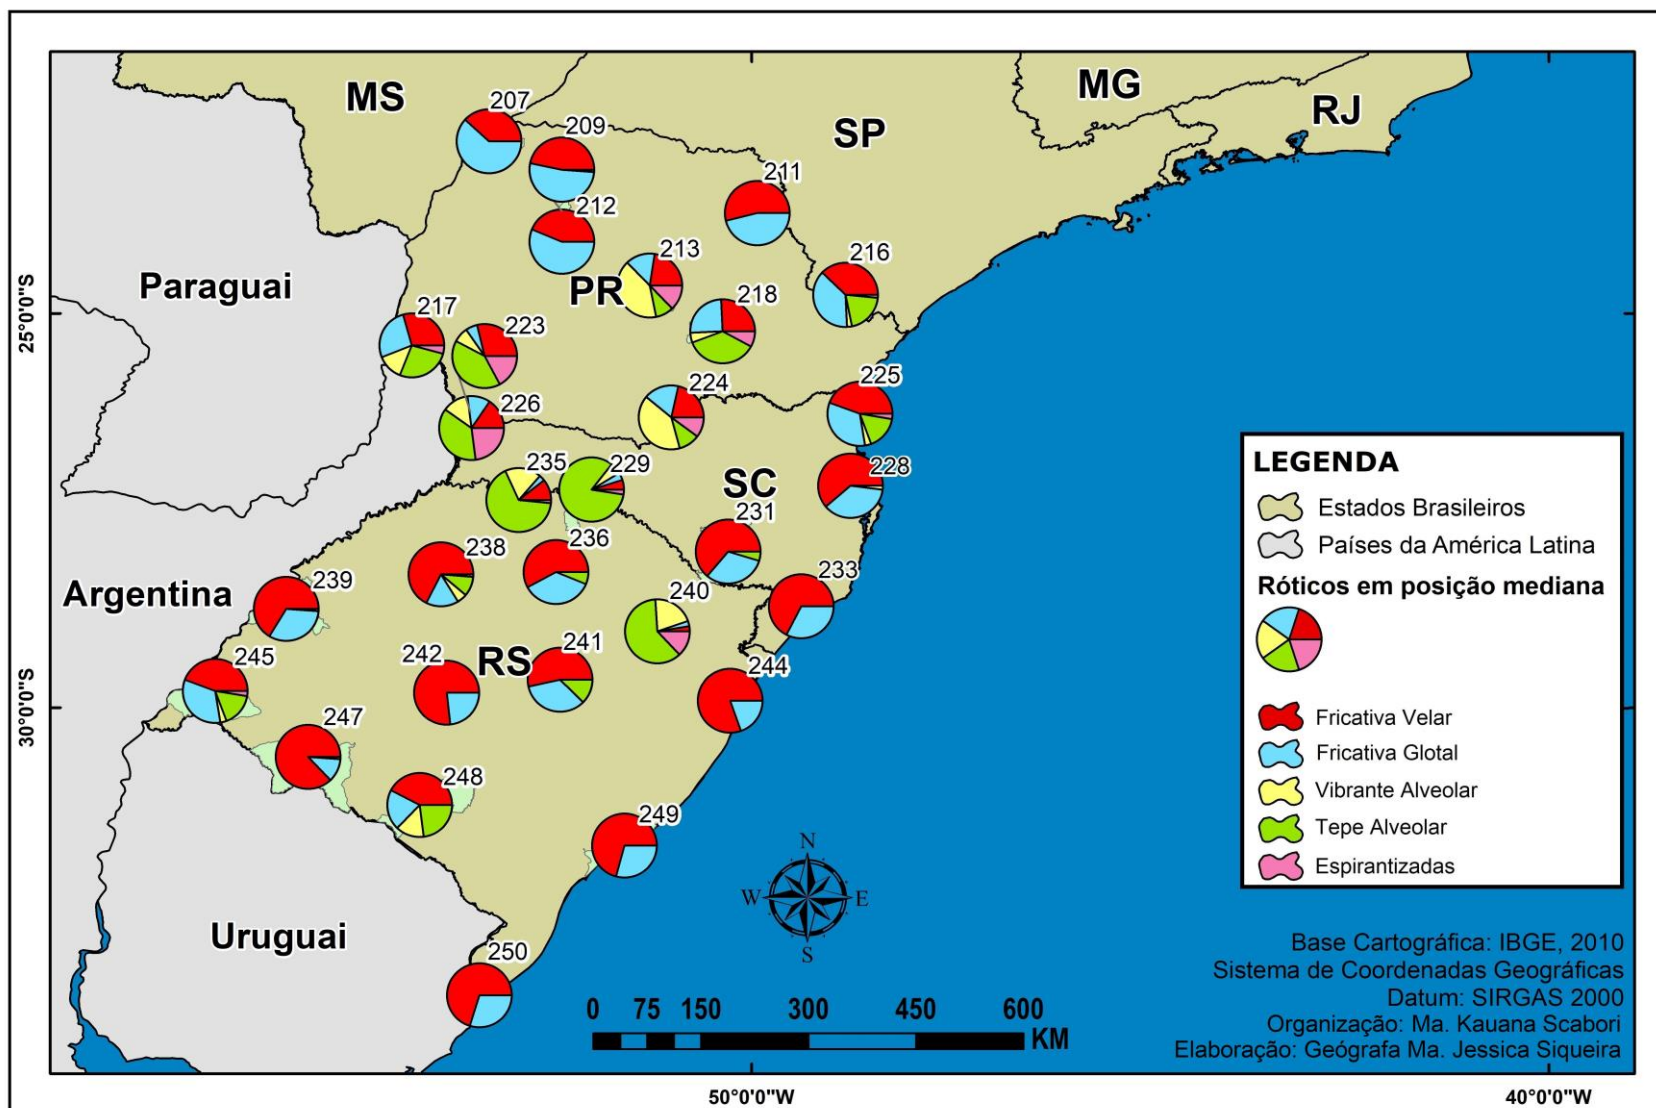 MS
MG
RJ
SP
207
209
211
212
213
216
Paraguai
PR
218
217
223
25°0'0"S
224
225
226
235
229
228
SC
231
236
238
233
239
240
Argentina
241
242
RS
244
245
30°0'0"S
247
248
249
Uruguai
250
N
W
E
S
0 75 150 300 450 600
KM
LEGENDA
Estados Brasileiros
Países da América Latina
Róticos em posição mediana
Fricativa Velar
Fricativa Glotal
Vibrante Alveolar
Tepe Alveolar
Espirantizadas
Base Cartográfica: IBGE, 2010
Sistema de Coordenadas Geográficas
Datum: SIRGAS 2000
Organização: Ma. Kauana Scabori
Elaboração: Geógrafa Ma. Jessica Siqueira
50°0'0"W
40°0'0"W